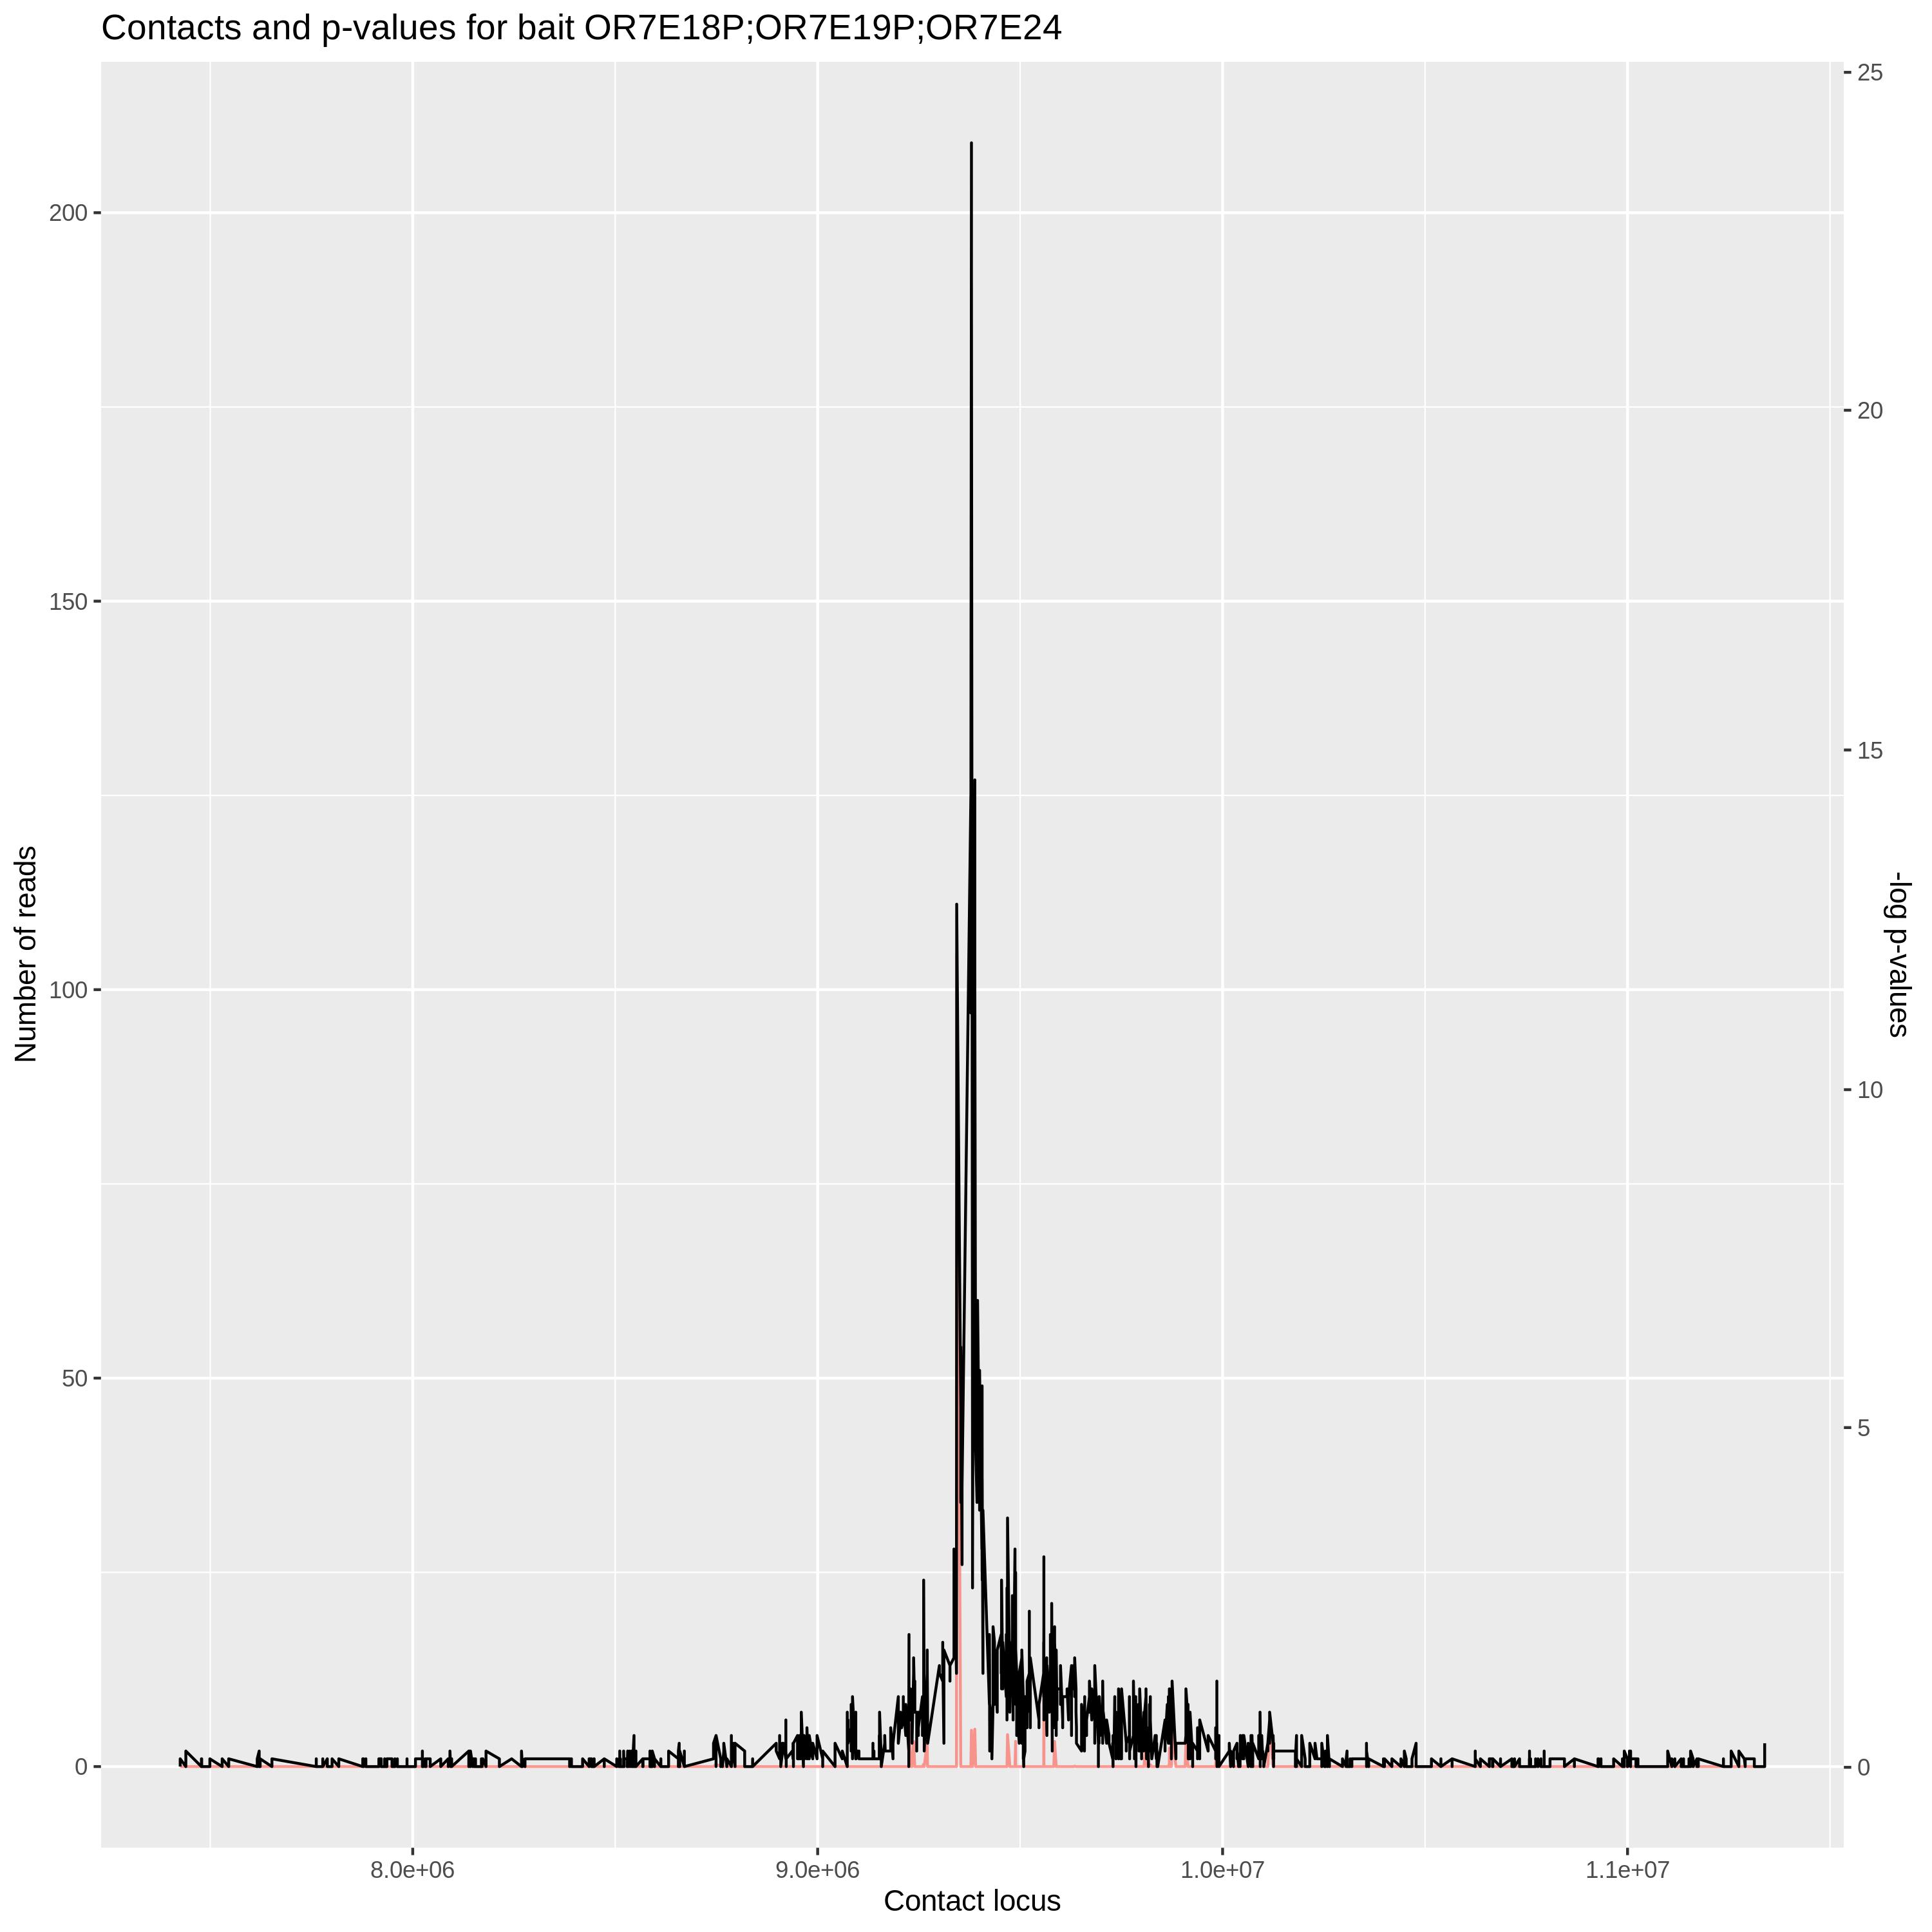 Contacts and p-values for bait OR7E18P;OR7E19P;OR7E24
25
200
20
150
15
Number of reads
-log p-values
100
10
50
5
0
0
8.0e+06
9.0e+06
1.0e+07
1.1e+07
Contact locus